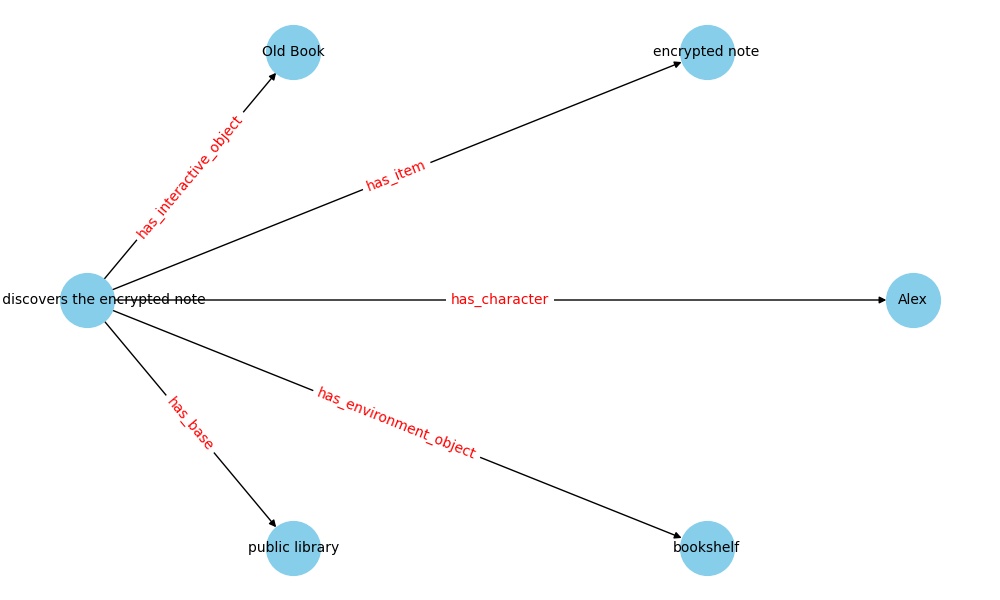 Old Book
encrypted note
has_interactive_object
has_item
discovers the encrypted note
has_character
Alex
has_environment_object
has_base
public library
bookshelf